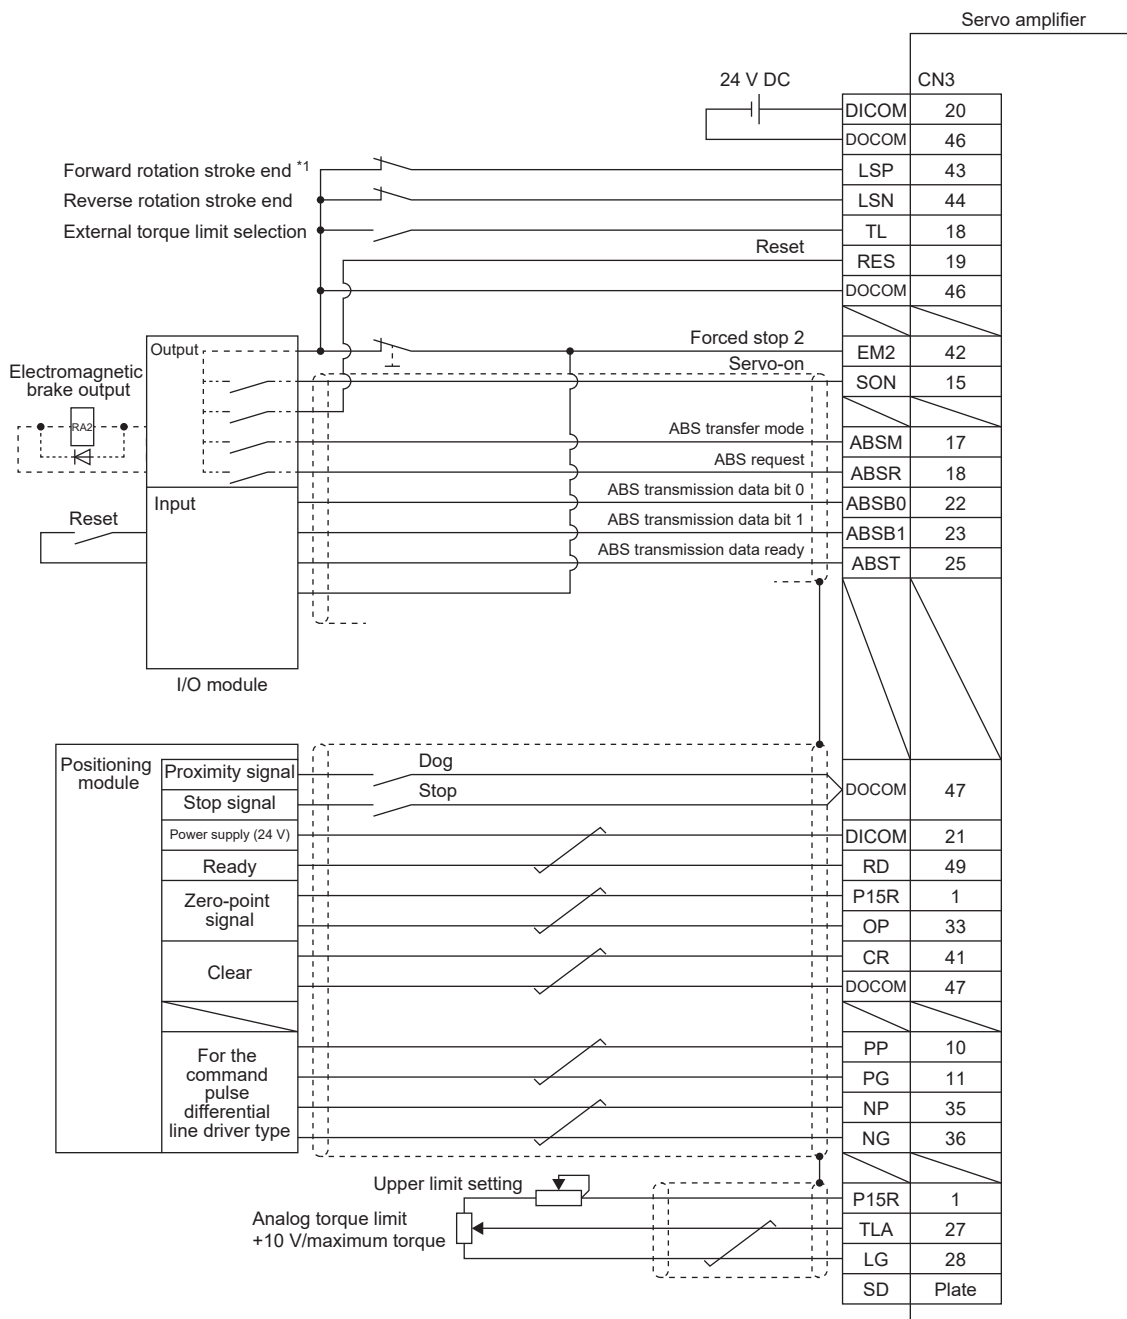 Servo amplifier
24 V DC
CN3
DICOM 20
DOCOM 46
Forward rotation stroke end *1
LSP 43
Reverse rotation stroke end
LSN 44
External torque limit selection
TL 18
Reset
RES 19
DOCOM 46
Output
Forced stop 2
EM2 42
Electromagnetic
brake output
Servo-on
SON 15
RA2
ABS transfer mode
ABSM 17
ABS request
ABSR 18
Input
ABS transmission data bit 0
ABSB0 22
Reset
ABS transmission data bit 1
ABSB1 23
ABS transmission data ready
ABST 25
I/O module
Positioning
module
Proximity signal
Dog
Stop signal
Stop
DOCOM 47
Power supply (24 V)
DICOM 21
Ready
RD 49
Zero-point
signal
P15R 1
OP 33
Clear
CR 41
DOCOM 47
For the
command
pulse
differential
line driver type
PP 10
PG 11
NP 35
NG 36
Upper limit setting
P15R 1
Analog torque limit
+10 V/maximum torque
TLA 27
LG 28
SD Plate